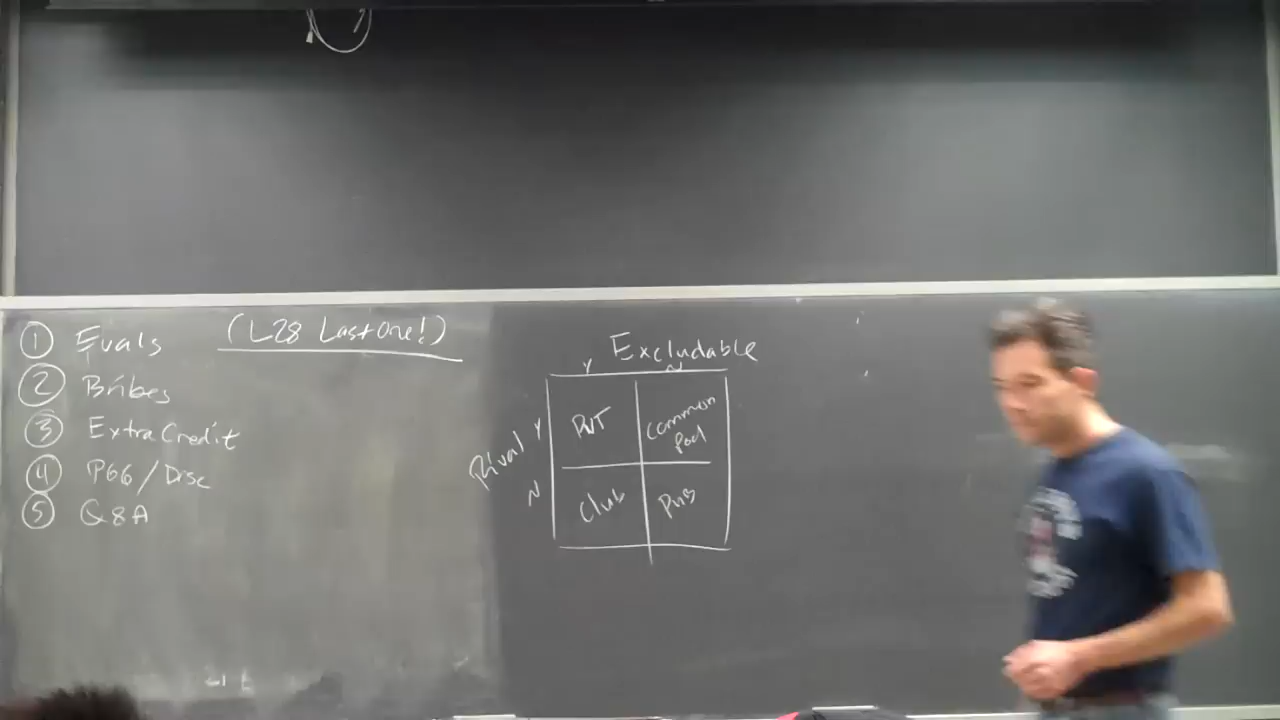 (L28 Last One!)
① Evals
② Bribes
③ Extra Credit
④ PGG/Disc
⑤ Q&A
Excludable
Y N
Rival
Y
N
Pvt
Common
Pool
Club
Pub